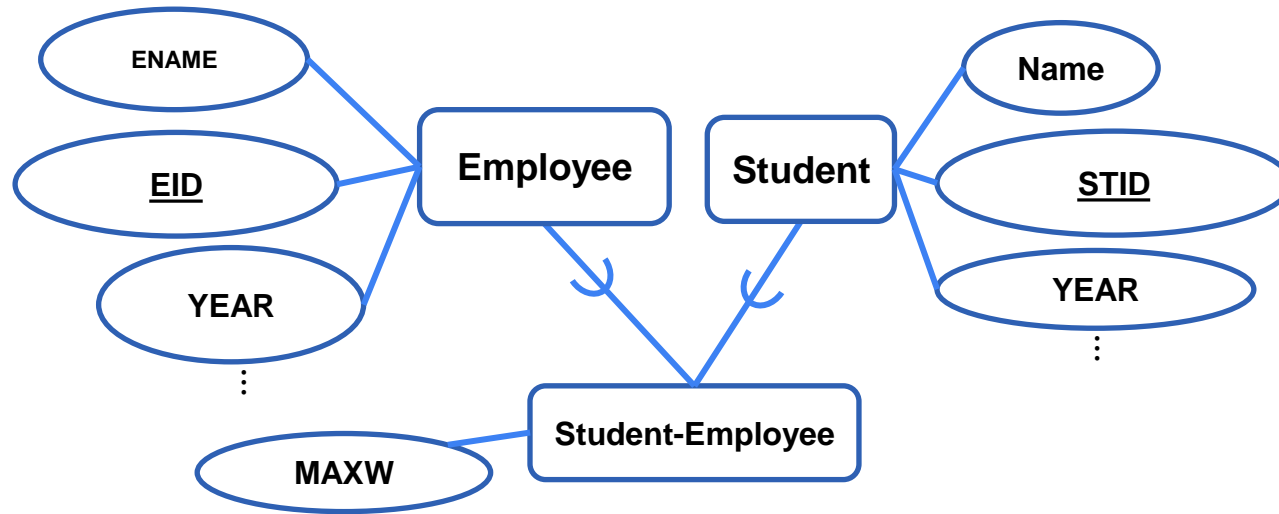 ENAME
Name
Employee
Student
EID
STID
YEAR
YEAR
⋮
⋮
Student-Employee
MAXW